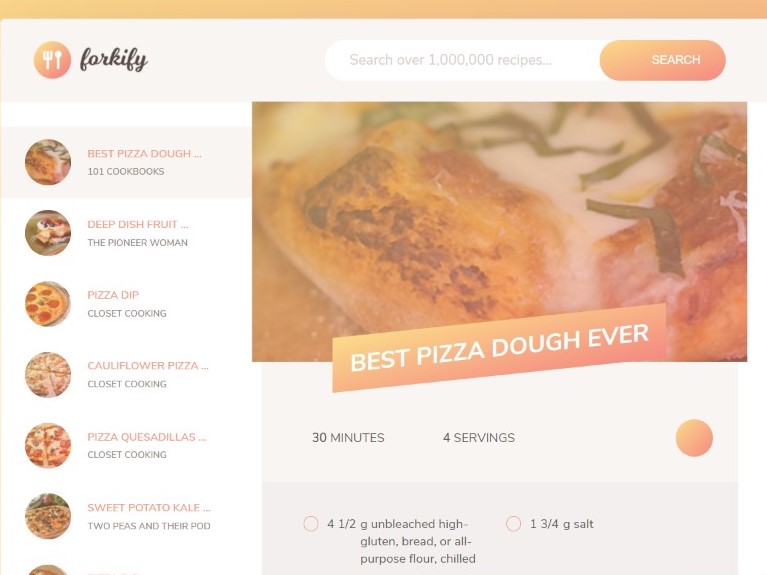 forkify
Search over 1,000,000 recipes...
SEARCH
BEST PIZZA DOUGH ...
101 COOKBOOKS
DEEP DISH FRUIT ...
THE PIONEER WOMAN
PIZZA DIP
CLOSET COOKING
CAULIFLOWER PIZZA ...
CLOSET COOKING
PIZZA QUESADILLAS ...
CLOSET COOKING
SWEET POTATO KALE ...
TWO PEAS AND THEIR POD
BEST PIZZA DOUGH EVER
30 MINUTES
4 SERVINGS
4 1/2 g unbleached high-
gluten, bread, or all-
purpose flour, chilled
1 3/4 g salt